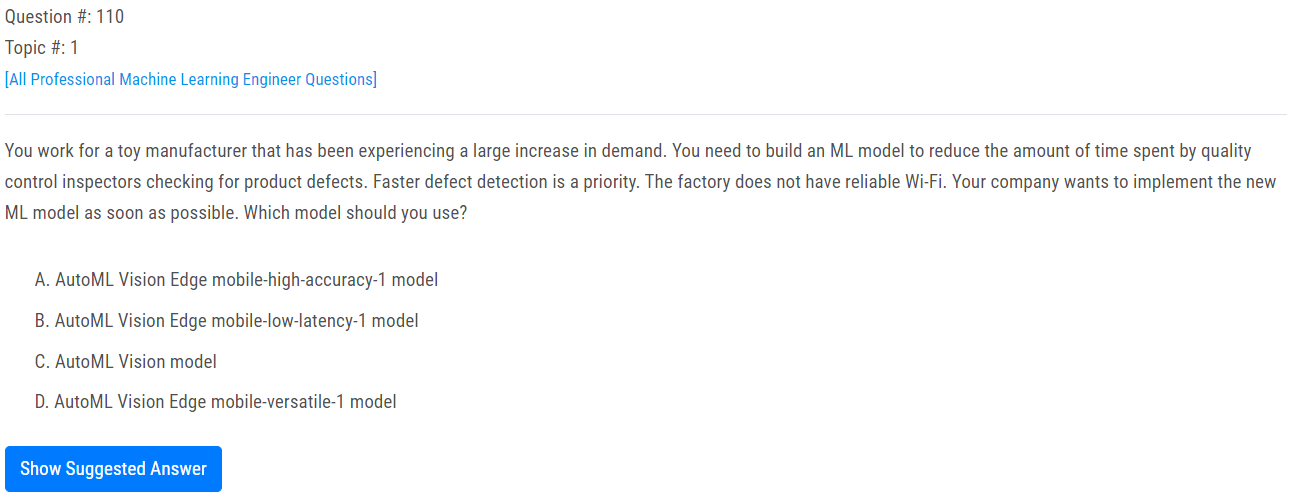 Question #: 110
Topic #: 1
[All Professional Machine Learning Engineer Questions]
You work for a toy manufacturer that has been experiencing a large increase in demand. You need to build an ML model to reduce the amount of time spent by quality
control inspectors checking for product defects. Faster defect detection is a priority. The factory does not have reliable Wi-Fi. Your company wants to implement the new
ML model as soon as possible. Which model should you use?
A. AutoML Vision Edge mobile-high-accuracy-1 model
B. AutoML Vision Edge mobile-low-latency-1 model
C. AutoML Vision model
D. AutoML Vision Edge mobile-versatile-1 model
Show Suggested Answer